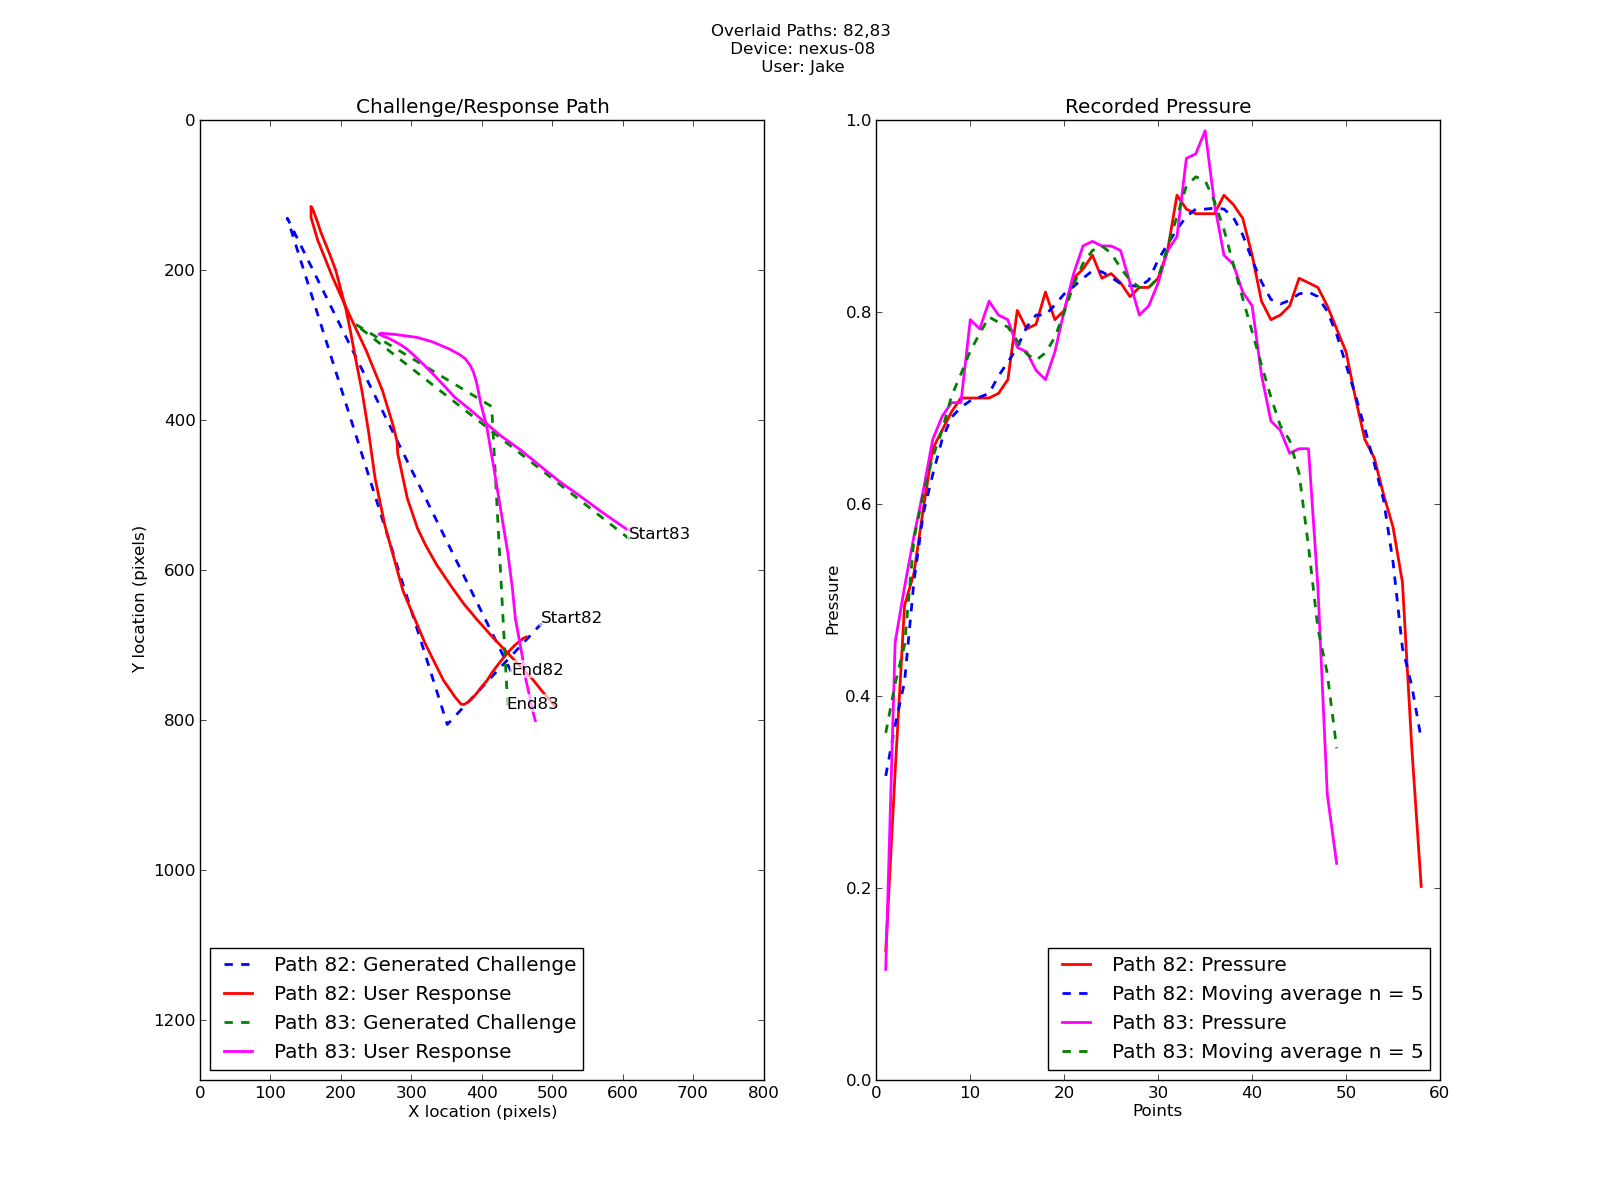 Overlaid Paths: 82,83
Device: nexus-08
User: Jake
Challenge/Response Path
0
200
400
600
800
1000
1200
Y location (pixels)
Start83
Start82
End82
End83
Path 82: Generated Challenge
Path 82: User Response
Path 83: Generated Challenge
Path 83: User Response
0 100 200 300 400 500 600 700 800
X location (pixels)
Recorded Pressure
1.0
0.8
0.6
0.4
0.2
0.0
Pressure
Path 82: Pressure
Path 82: Moving average n = 5
Path 83: Pressure
Path 83: Moving average n = 5
0 10 20 30 40 50 60
Points